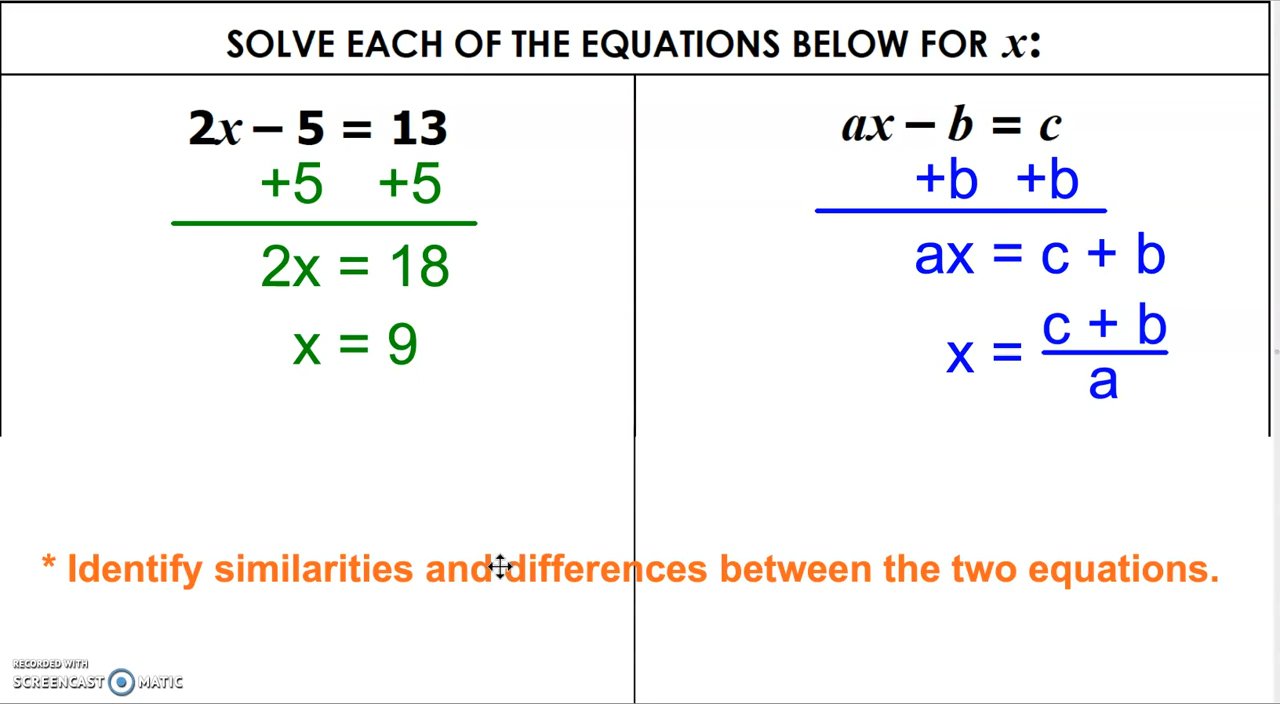 SOLVE EACH OF THE EQUATIONS BELOW FOR x:
2x – 5 = 13
+5 +5
2x = 18
x = 9
ax – b = c
+b +b
ax = c + b
x = c + b
a
* Identify similarities and differences between the two equations.
RECORDED WITH
SCREENCAST MATIC